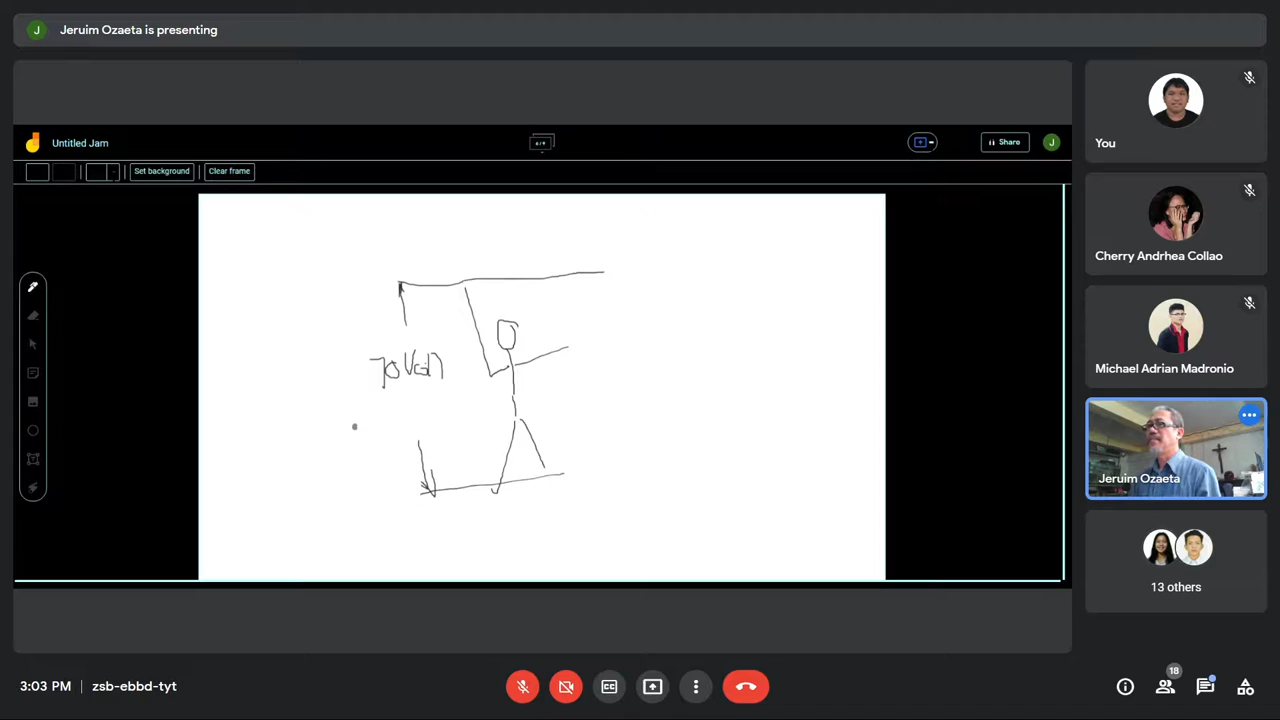 J
Jeruim Ozaeta is presenting
Untitled Jam
Share
J
Set background
Clear frame
You
Cherry Andrhea Collao
Michael Adrian Madronio
Jeruim Ozaeta
13 others
3:03 PM
zsb-ebbd-tyt
CC
18